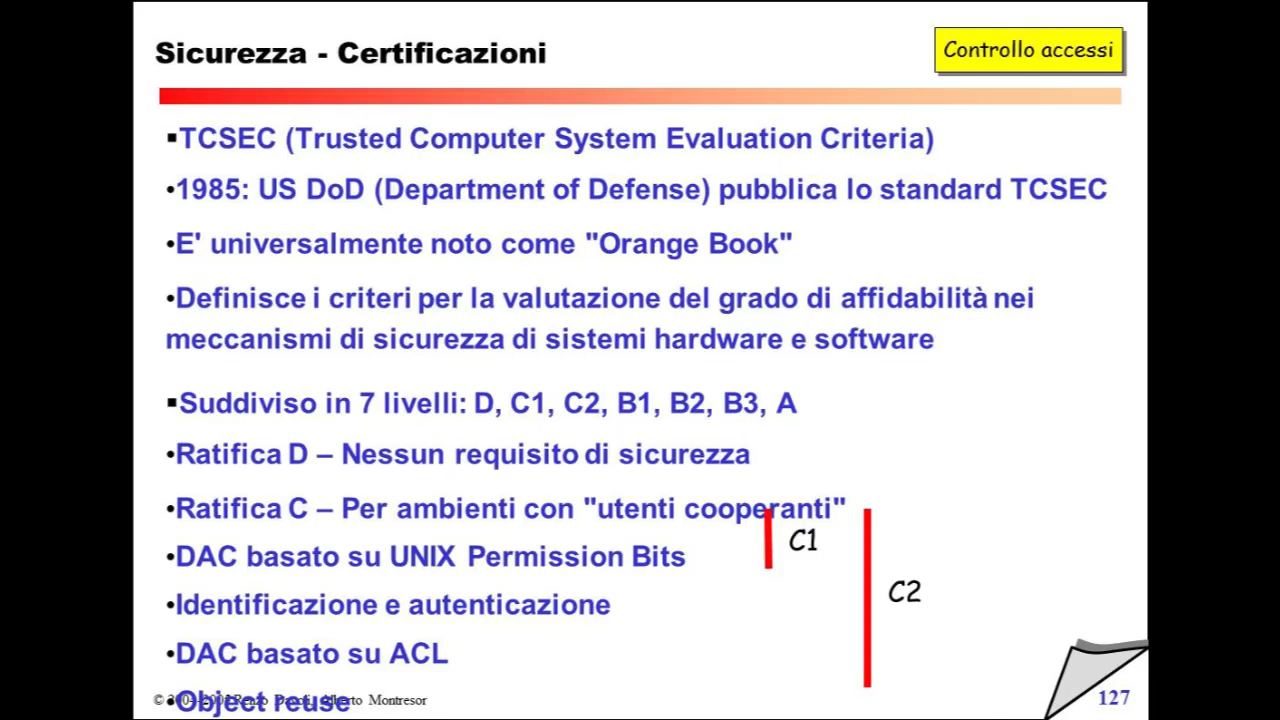 Sicurezza - Certificazioni
Controllo accessi
▪TCSEC (Trusted Computer System Evaluation Criteria)
•1985: US DoD (Department of Defense) pubblica lo standard TCSEC
•E' universalmente noto come "Orange Book"
•Definisce i criteri per la valutazione del grado di affidabilità nei
meccanismi di sicurezza di sistemi hardware e software
▪Suddiviso in 7 livelli: D, C1, C2, B1, B2, B3, A
•Ratifica D – Nessun requisito di sicurezza
•Ratifica C – Per ambienti con "utenti cooperanti"
C1
•DAC basato su UNIX Permission Bits
C2
•Identificazione e autenticazione
•DAC basato su ACL
•Object reuse
© Renzo Alberto Montresor
127